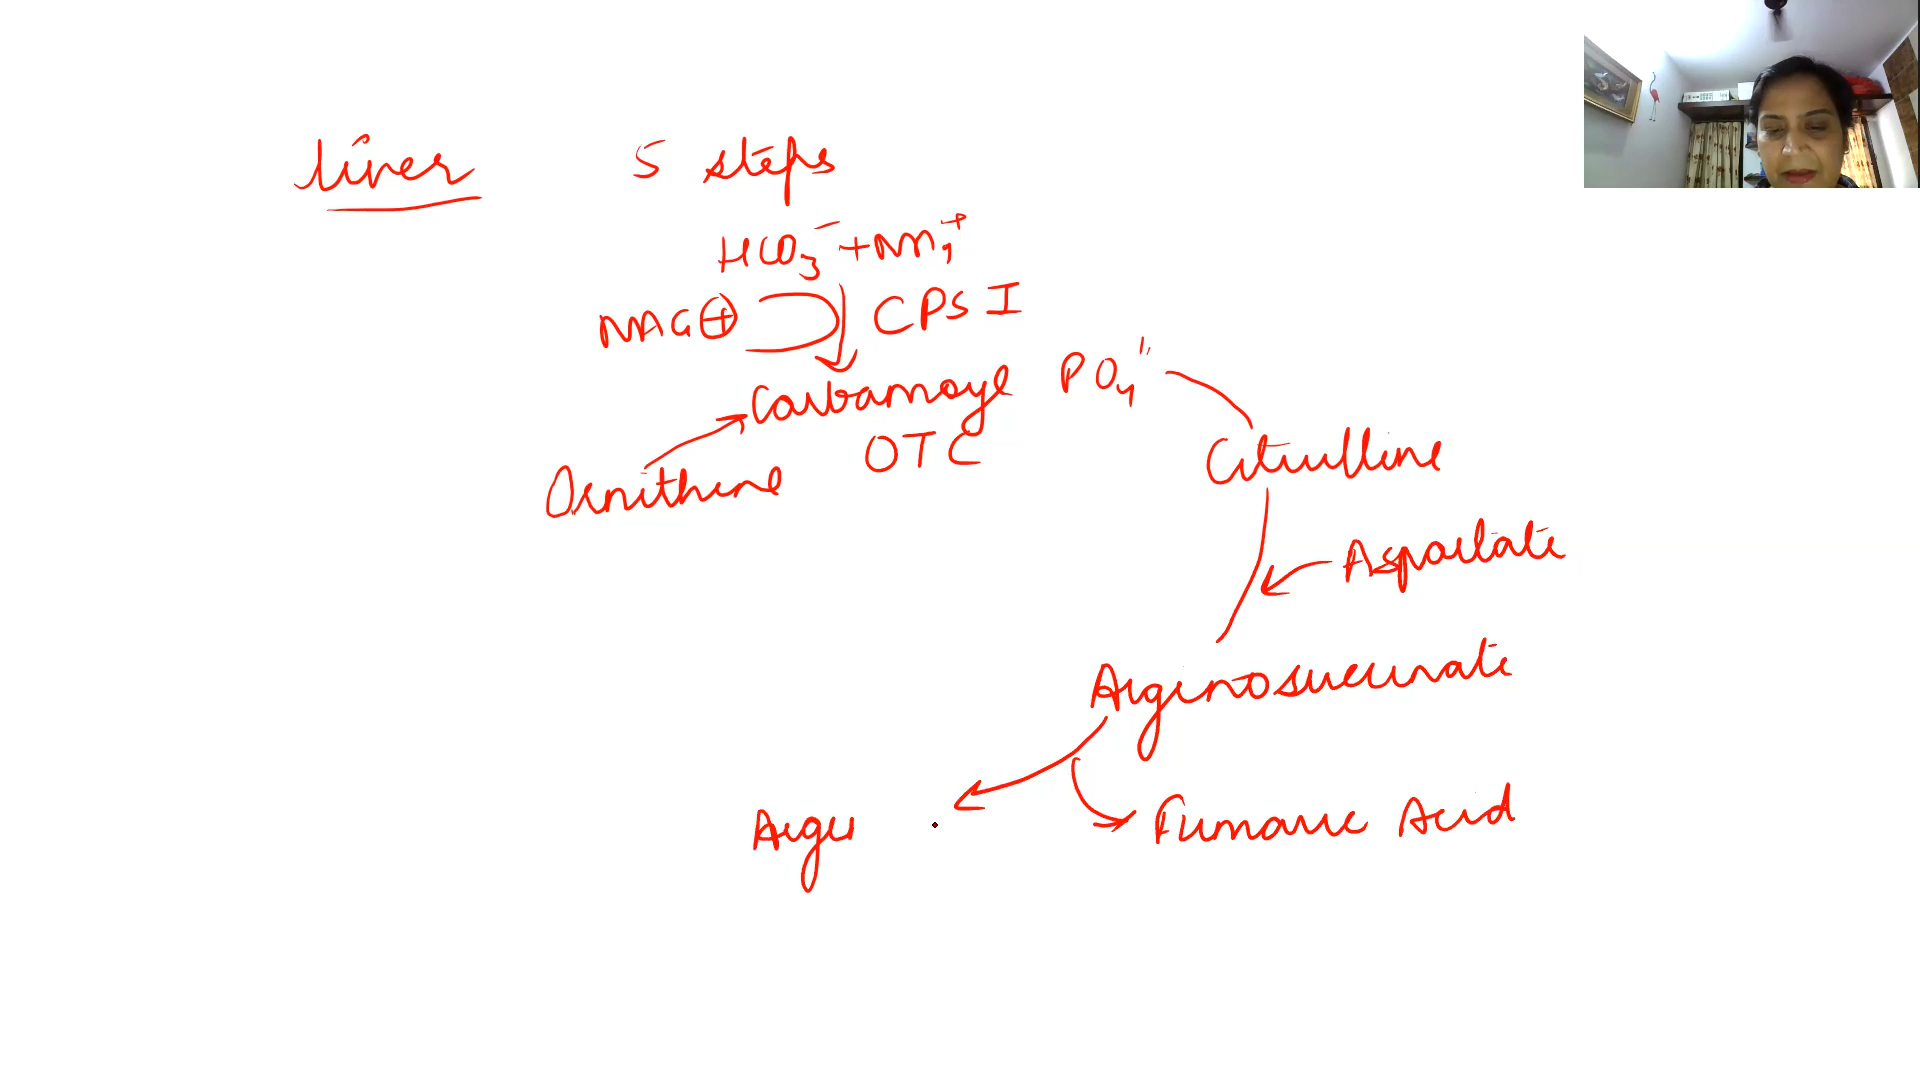 liver 5 steps
HCO₃⁻ + NH₄⁺
NAG ⊕ CPS I
Carbamoyl PO₄"
OTC
Citrulline
Ornithine
Aspartate
Arginosuccinate
Argi
Fumaric Acid